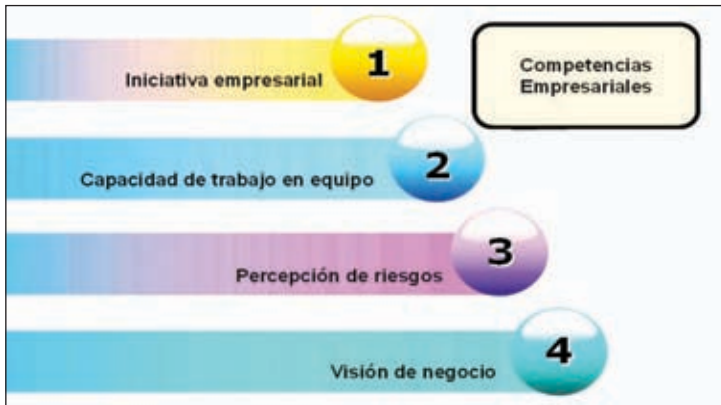 1
Iniciativa empresarial
Competencias
Empresariales
2
Capacidad de trabajo en equipo
3
Percepción de riesgos
4
Visión de negocio